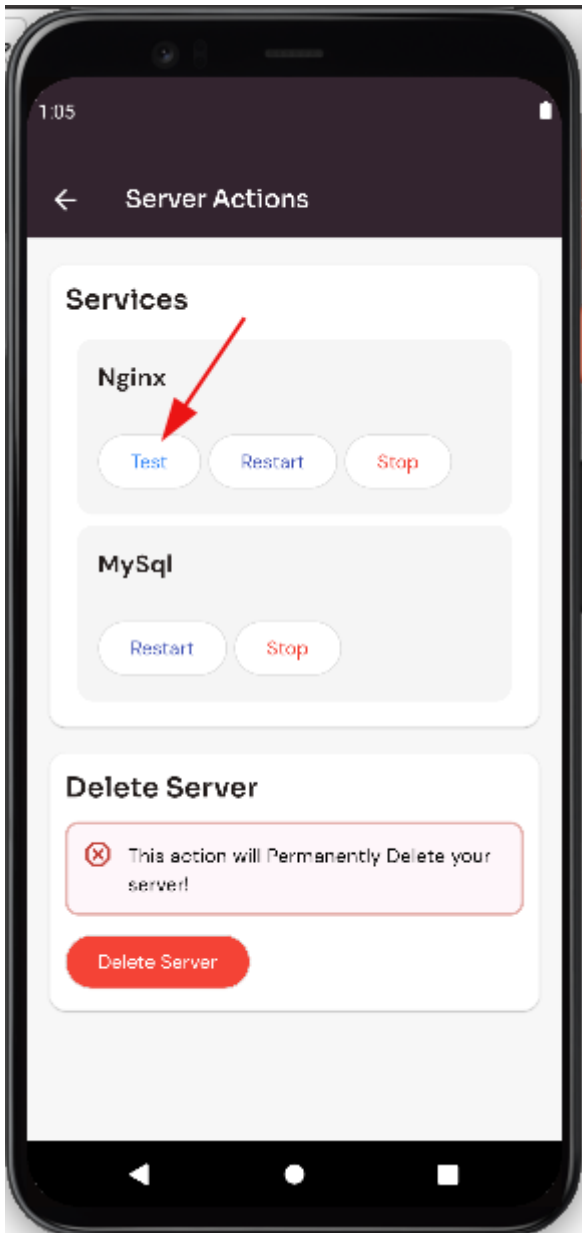 1:05
Server Actions
Services
Nginx
Test Restart Stop
MySql
Restart Stop
Delete Server
This action will Permanently Delete your
server!
Delete Server